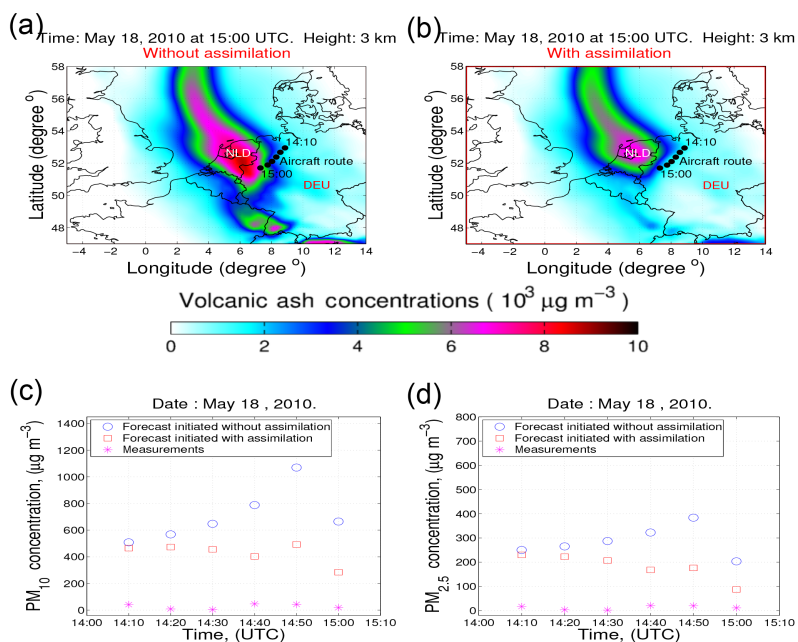 (a)
Time: May 18, 2010 at 15:00 UTC. Height: 3 km
Without assimilation
58
56
54
52
50
48
Latitude (degree °)
NLD
14:10
Aircraft route
15:00
DEU
−4 −2 0 2 4 6 8 10 12 14
Longitude (degree °)
(b)
Time: May 18, 2010 at 15:00 UTC. Height: 3 km
With assimilation
58
56
54
52
50
48
Latitude (degree °)
NLD
14:10
Aircraft route
15:00
DEU
−4 −2 0 2 4 6 8 10 12 14
Longitude (degree °)
Volcanic ash concentrations ( 10³ μg m⁻³ )
0 2 4 6 8 10
(c)
Date : May 18 , 2010.
1400
1200
1000
800
600
400
200
0
PM₁₀ concentration, (μg m⁻³)
Forecast initiated without assimilation
Forecast initiated with assimilation
Measurements
14:00 14:10 14:20 14:30 14:40 14:50 15:00 15:10
Time, (UTC)
(d)
Date : May 18 , 2010.
800
700
600
500
400
300
200
100
0
PM₂.₅ concentration, (μg m⁻³)
Forecast initiated without assimilation
Forecast initiated with assimilation
Measurements
14:00 14:10 14:20 14:30 14:40 14:50 15:00 15:10
Time, (UTC)